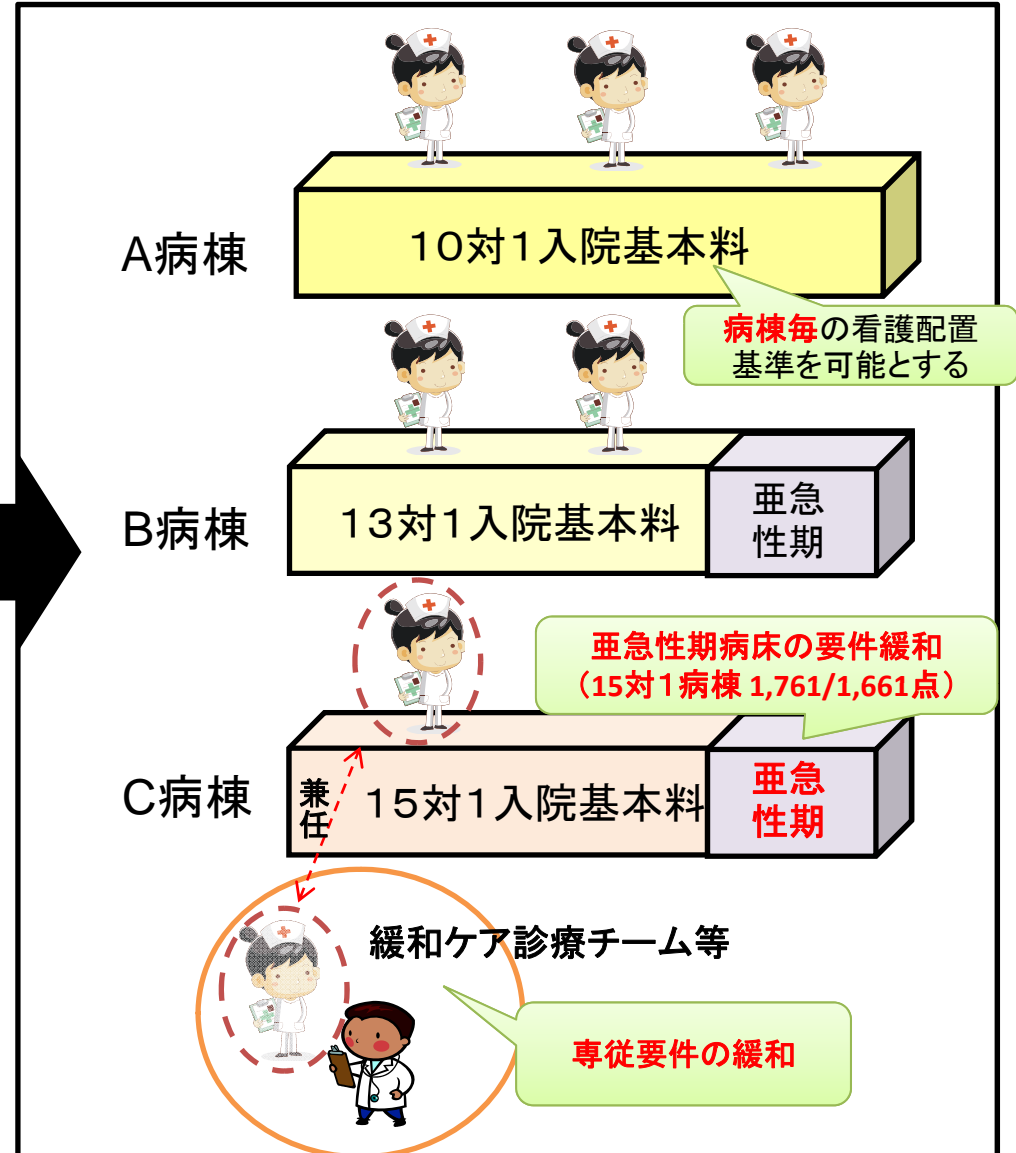 A病棟
10対1入院基本料
病棟毎の看護配置
基準を可能とする
B病棟
13対1入院基本料
亜急
性期
亜急性期病床の要件緩和
（15対1病棟 1,761/1,661点）
C病棟
兼
任
15対1入院基本料
亜急
性期
緩和ケア診療チーム等
専従要件の緩和